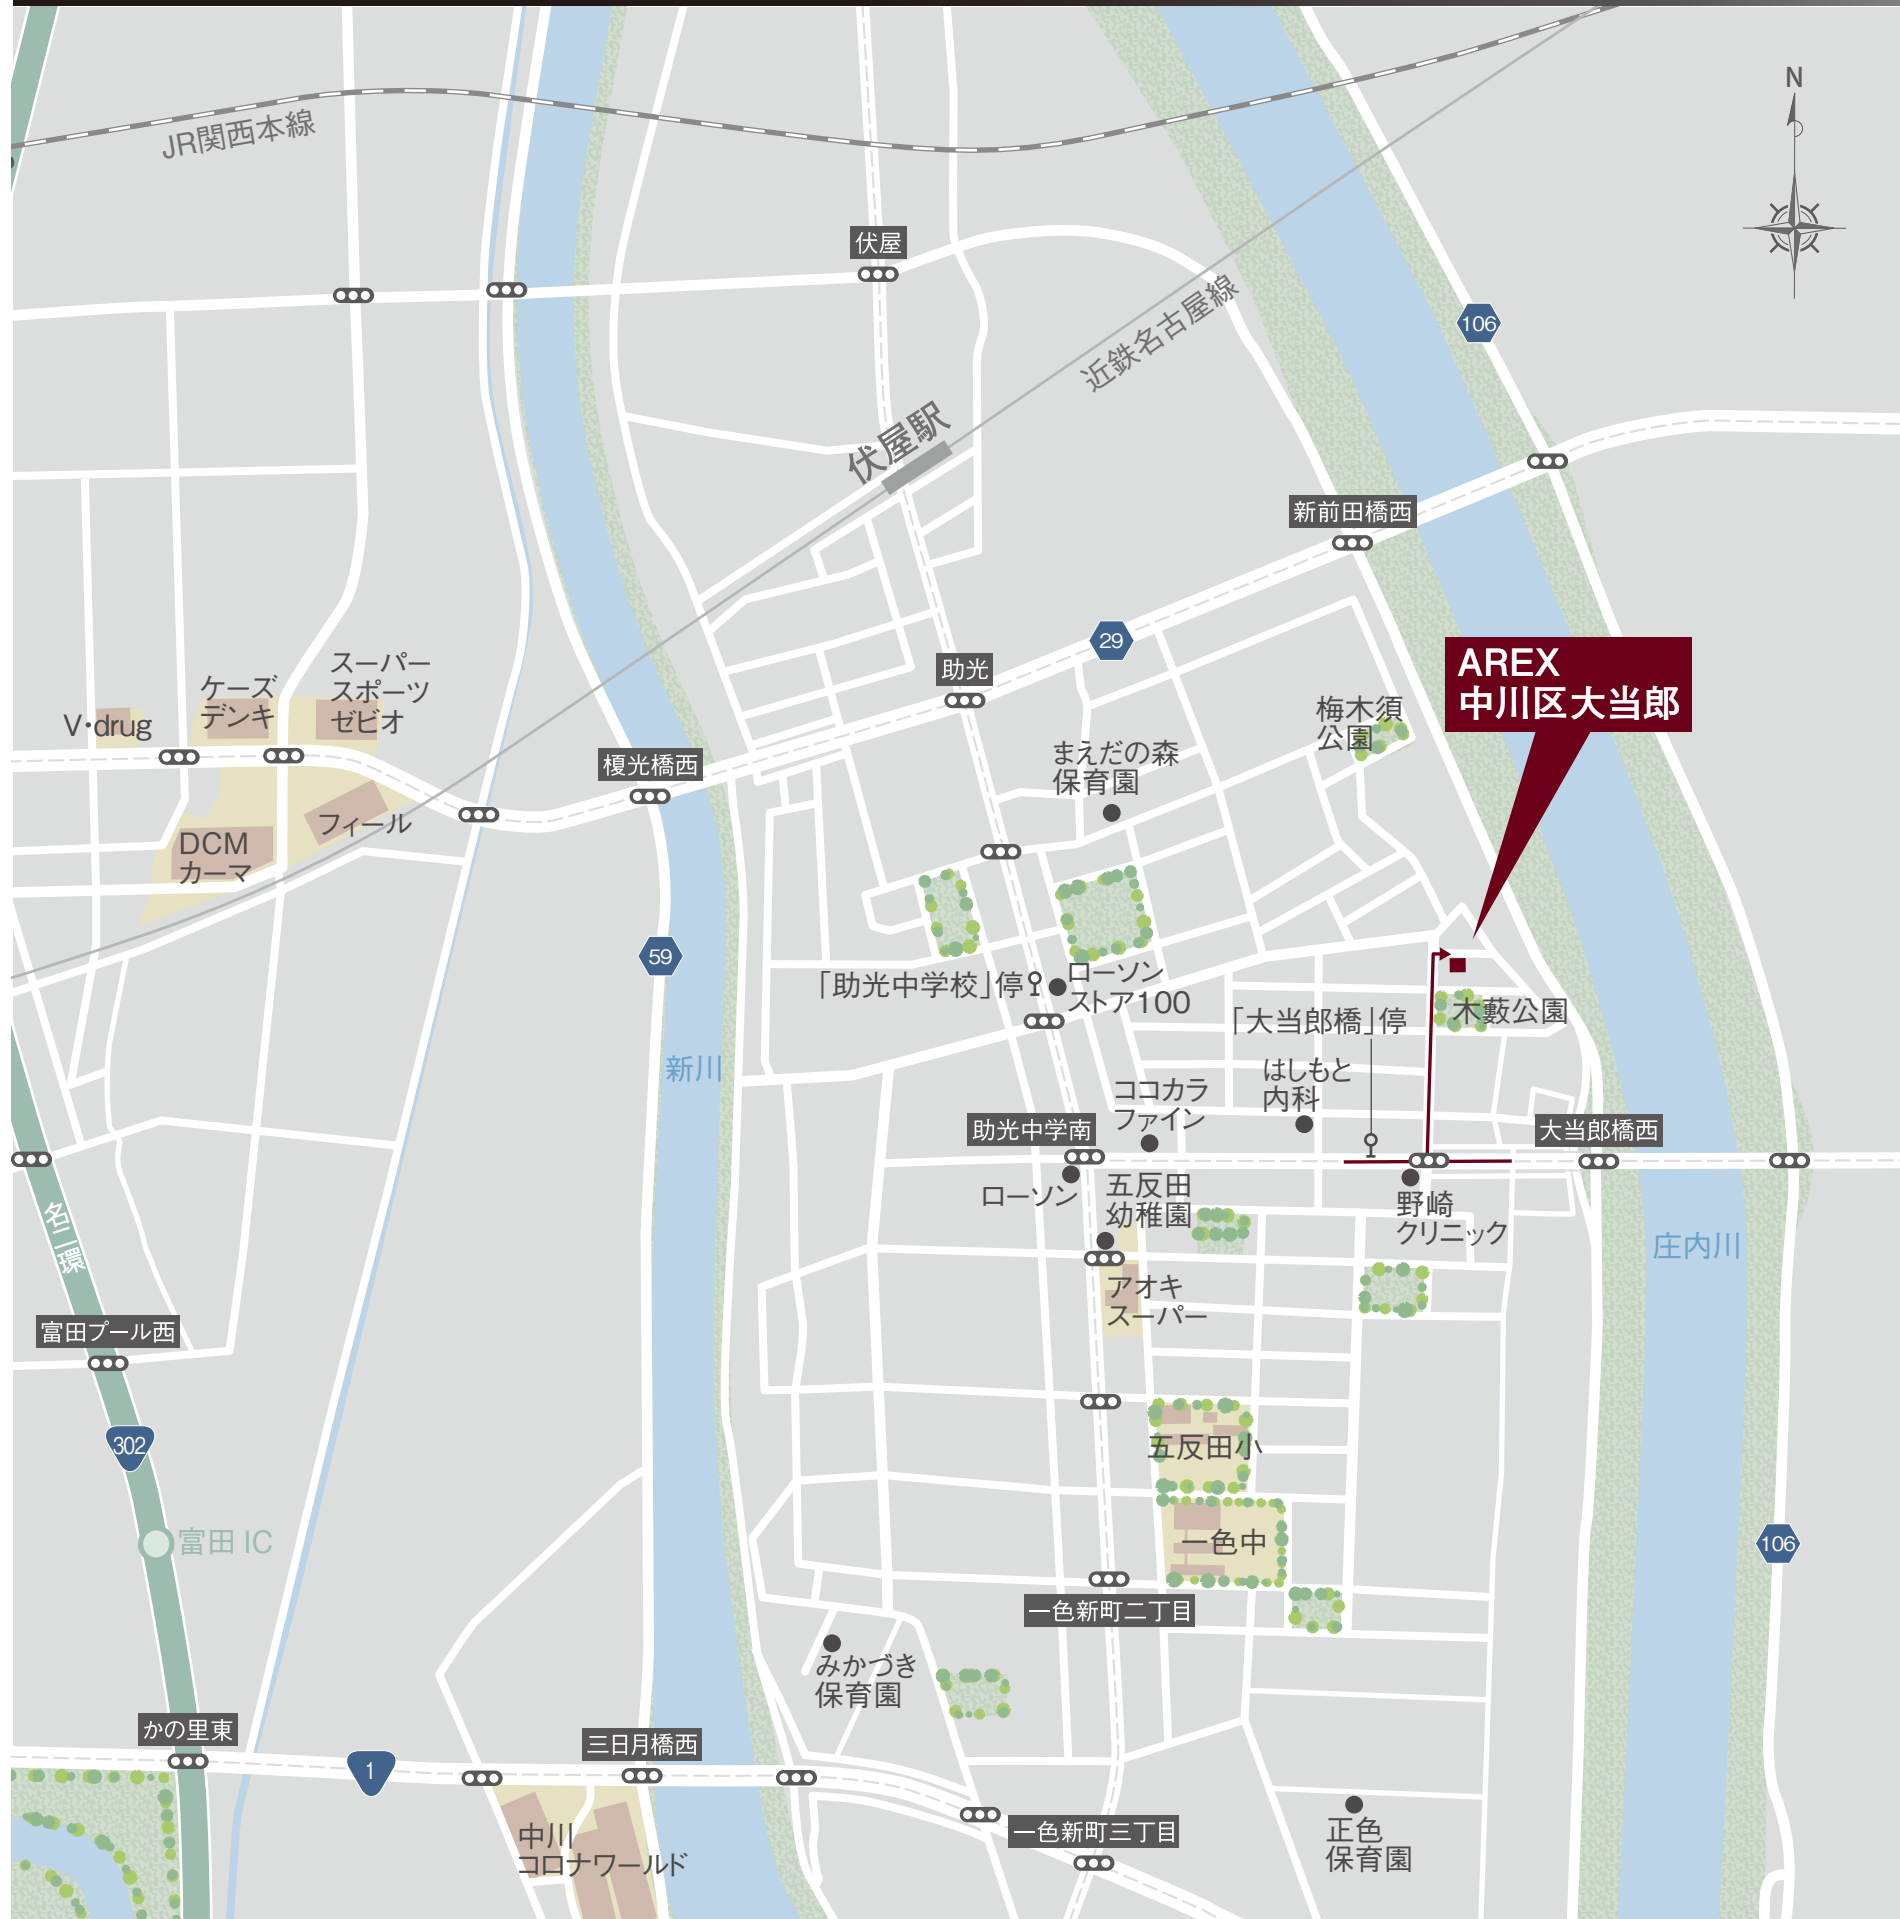 N
JR関西本線
伏屋
近鉄名古屋線
106
伏屋駅
新前田橋西
29
助光
AREX
中川区大当郎
スーパー
スポーツ
ゼビオ
ケーズ
デンキ
V・drug
梅木須
公園
榎光橋西
まえだの森
保育園
フィール
DCM
カーマ
59
「助光中学校」停
ローソン
ストア100
木藪公園
「大当郎橋」停
新川
はしもと
内科
ココカラ
ファイン
助光中学南
大当郎橋西
ローソン
五反田
幼稚園
野崎
クリニック
名二環
庄内川
アオキ
スーパー
富田プール西
302
五反田小
富田 IC
一色中
106
一色新町二丁目
みかづき
保育園
かの里東
三日月橋西
1
中川
コロナワールド
一色新町三丁目
正色
保育園